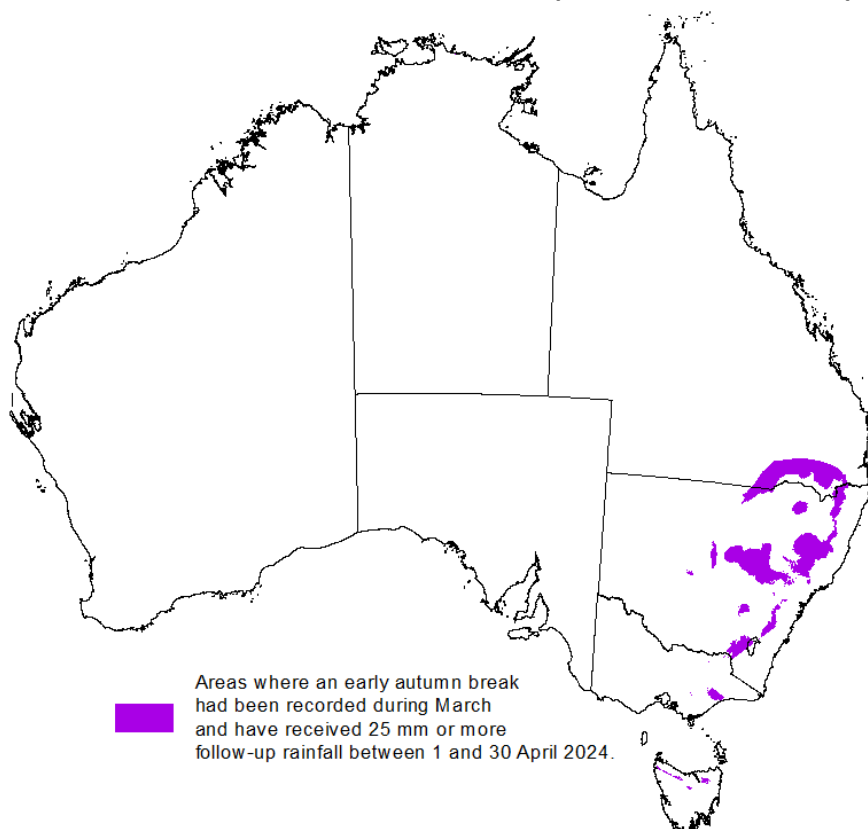 Areas where an early autumn break
had been recorded during March
and have received 25 mm or more
follow-up rainfall between 1 and 30 April 2024.